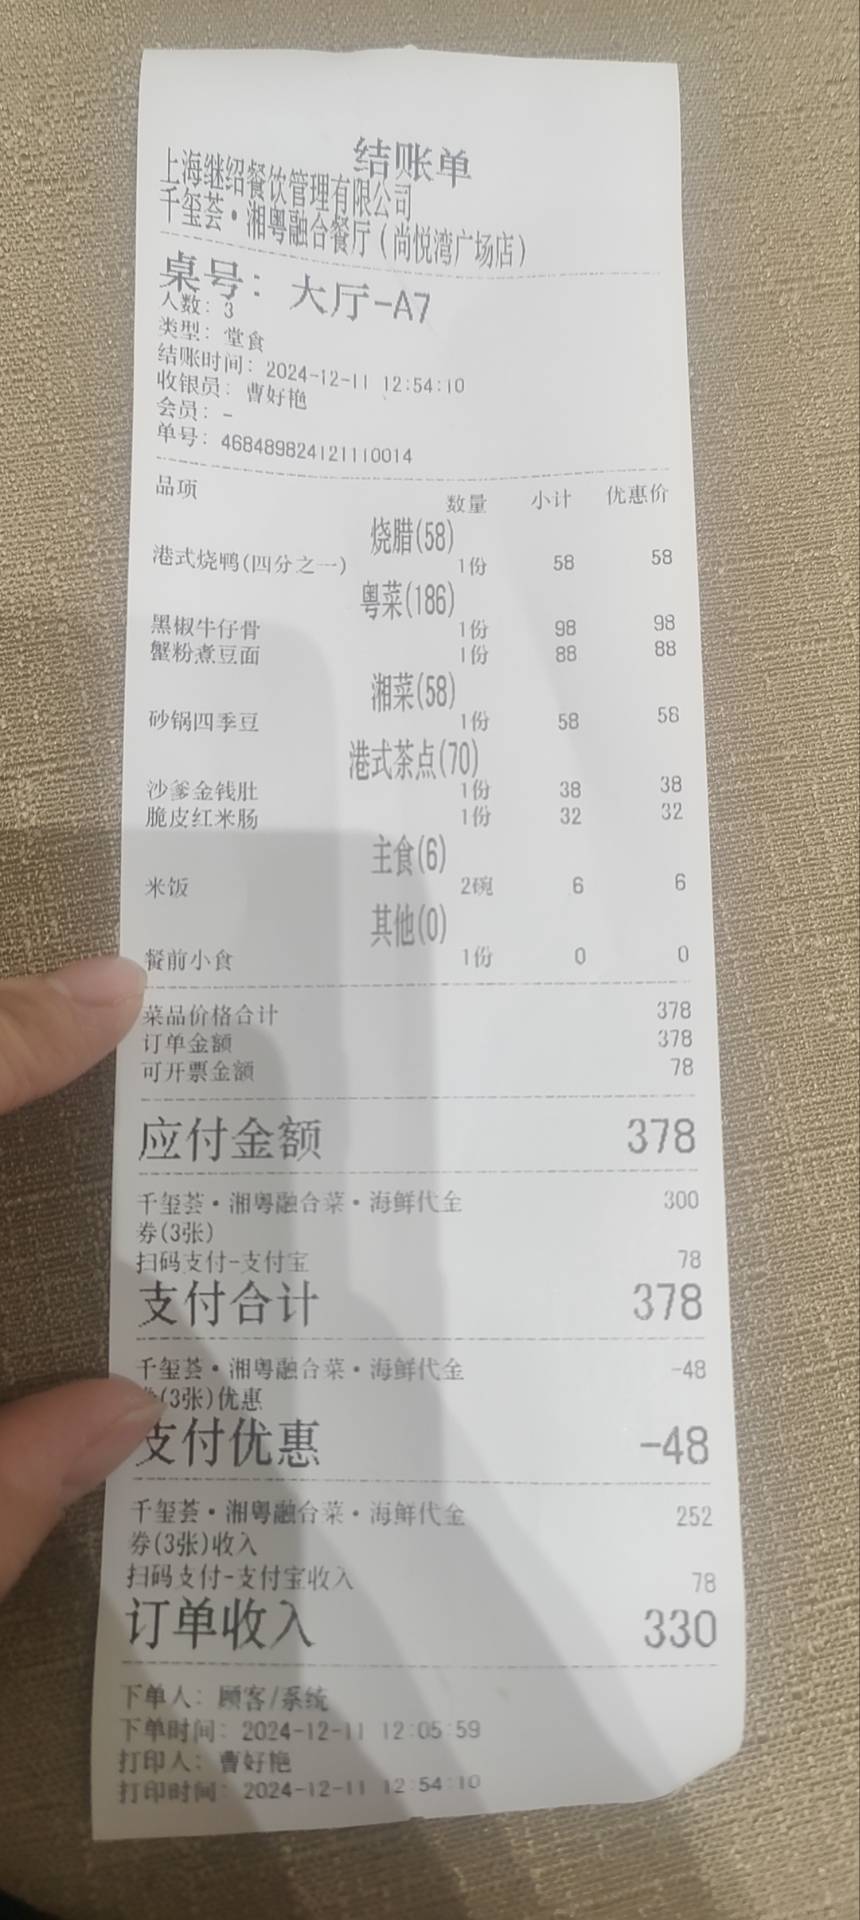 结账单
上海继绍餐饮管理有限公司
千玺荟·湘粤融合餐厅(尚悦湾广场店)
桌号: 大厅-A7
人数: 3
类型: 堂食
结账时间: 2024-12-11 12:54:10
收银员: 曹好艳
会员: -
单号: 468489824121110014
品项 数量 小计 优惠价
烧腊(58)
港式烧鸭(四分之一) 1份 58 58
粤菜(186)
黑椒牛仔骨 1份 98 98
蟹粉煮豆面 1份 88 88
湘菜(58)
砂锅四季豆 1份 58 58
港式茶点(70)
沙爹金钱肚 1份 38 38
脆皮红米肠 1份 32 32
主食(6)
米饭 2碗 6 6
其他(0)
餐前小食 1份 0 0
菜品价格合计 378
订单金额 378
可开票金额 78
应付金额 378
千玺荟·湘粤融合菜·海鲜代金 300
券(3张)
扫码支付-支付宝 78
支付合计 378
千玺荟·湘粤融合菜·海鲜代金 -48
券(3张)优惠
支付优惠 -48
千玺荟·湘粤融合菜·海鲜代金 252
券(3张)收入
扫码支付-支付宝收入 78
订单收入 330
下单人: 顾客/系统
下单时间: 2024-12-11 12:05:59
打印人: 曹好艳
打印时间: 2024-12-11 12:54:10